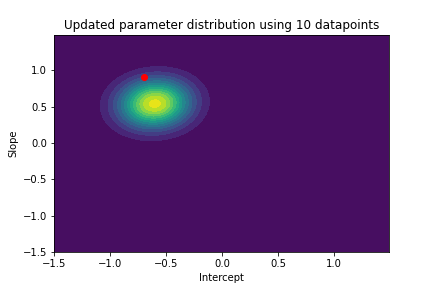 Updated parameter distribution using 10 datapoints
1.0
0.5
0.0
−0.5
−1.0
−1.5
Slope
−1.5 −1.0 −0.5 0.0 0.5 1.0
Intercept